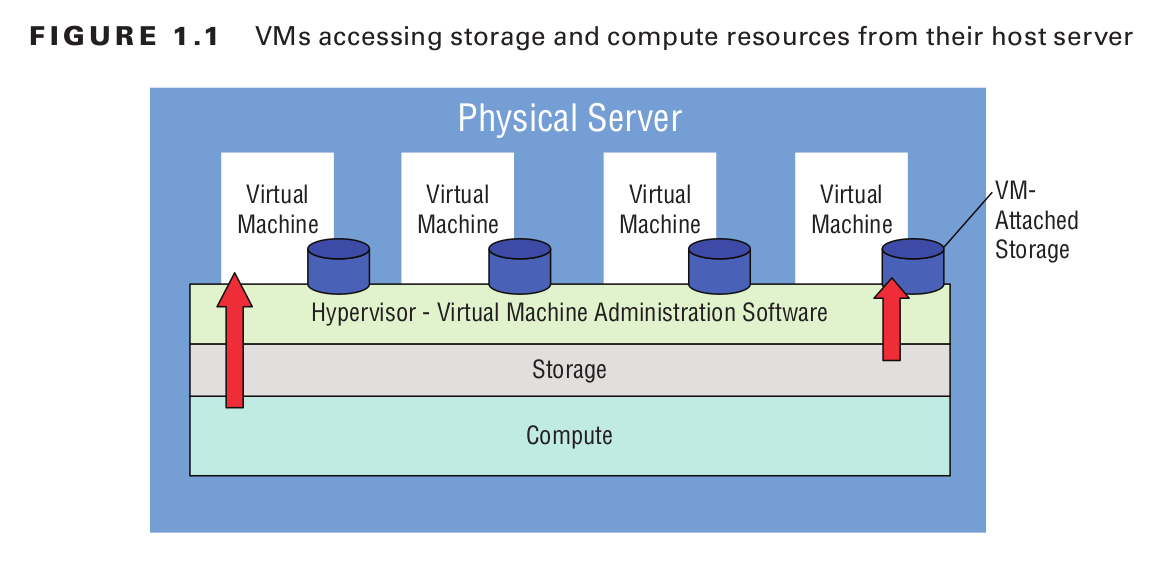 FIGURE 1.1 VMs accessing storage and compute resources from their host server
Physical Server
Virtual
Machine
Virtual
Machine
Virtual
Machine
Virtual
Machine
VM-
Attached
Storage
Hypervisor - Virtual Machine Administration Software
Storage
Compute